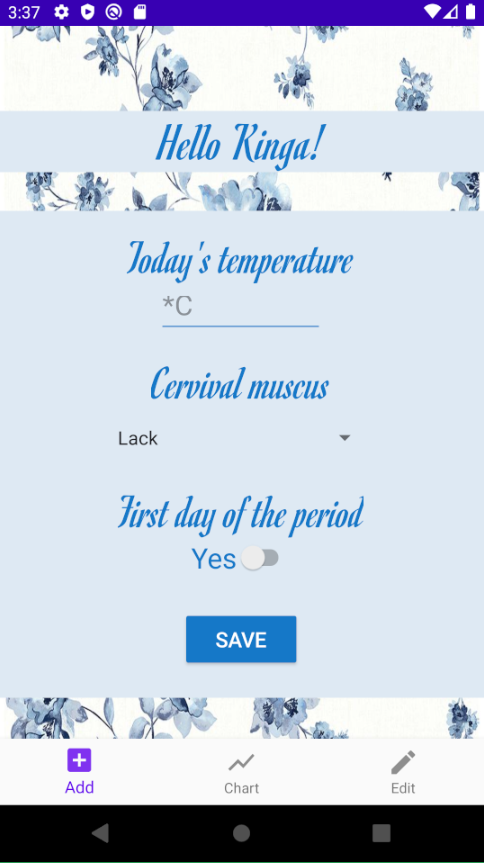 3:37
Hello Kinga!
Today's temperature
*C
Cervival muscus
Lack
First day of the period
Yes
SAVE
Add
Chart
Edit